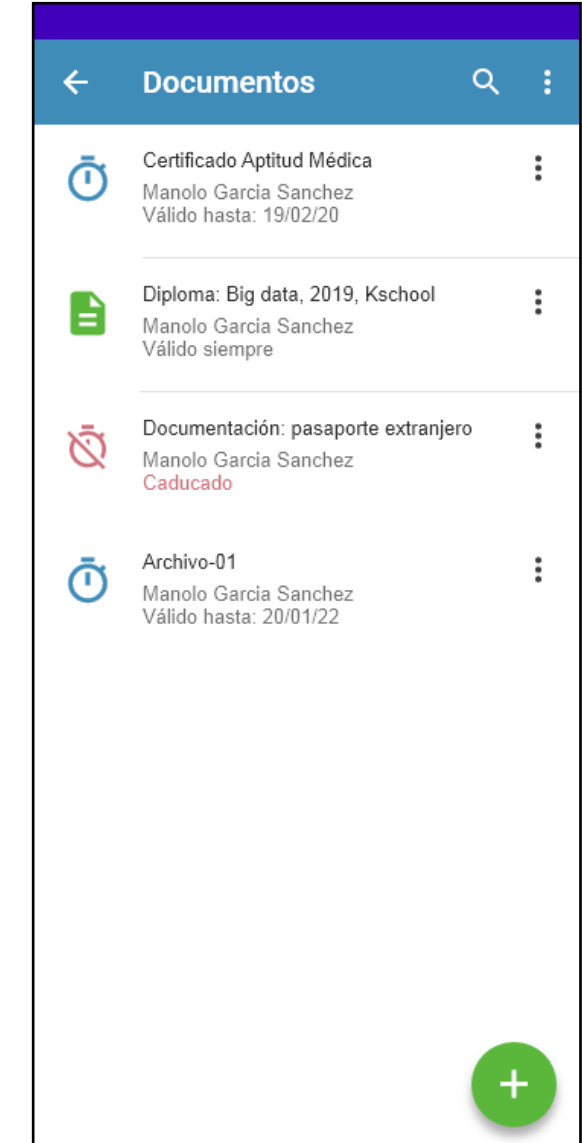 Documentos
Certificado Aptitud Médica
Manolo Garcia Sanchez
Válido hasta: 19/02/20
Diploma: Big data, 2019, Kschool
Manolo Garcia Sanchez
Válido siempre
Documentación: pasaporte extranjero
Manolo Garcia Sanchez
Caducado
Archivo-01
Manolo Garcia Sanchez
Válido hasta: 20/01/22